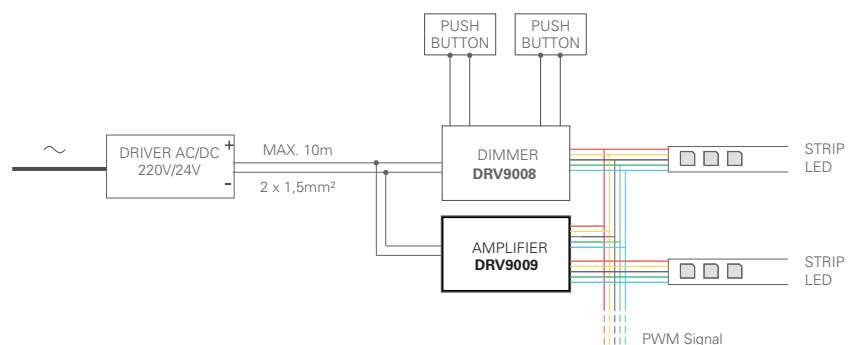 PUSH
BUTTON
PUSH
BUTTON
DRIVER AC/DC
220V/24V
+
-
MAX. 10m
2 x 1,5mm²
DIMMER
DRV9008
STRIP
LED
AMPLIFIER
DRV9009
STRIP
LED
PWM Signal